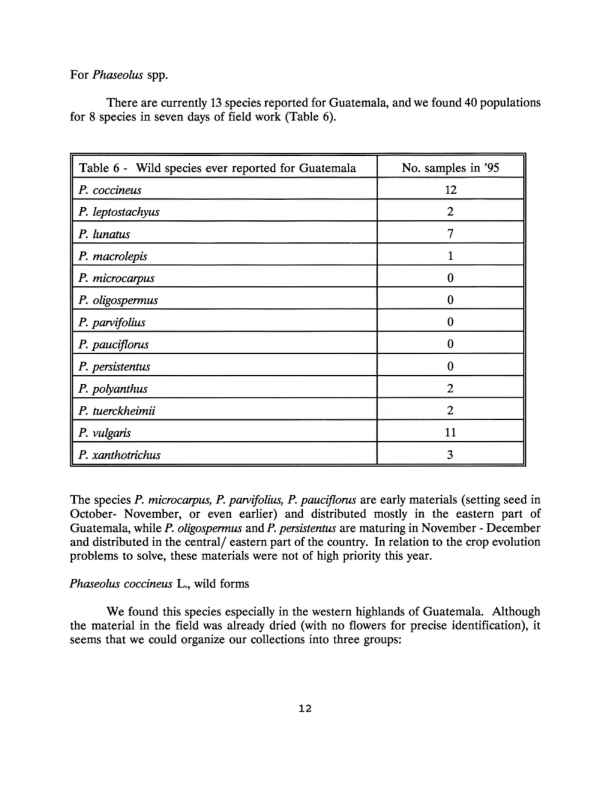 For Phaseolus spp.
There are currently 13 species reported for Guatemala, and we found 40 populations
for 8 species in seven days of field work (Table 6).
Table 6 - Wild species ever reported for Guatemala No. samples in '95
P. coccineus 12
P. leptostachyus 2
P. lunatus 7
P. macrolepis 1
P. microcarpus 0
P. oligospermus 0
P. parvifolius 0
P. pauciflorus 0
P. persistentus 0
P. polyanthus 2
P. tuerckheimii 2
P. vulgaris 11
P. xanthotrichus 3
The species P. microcarpus, P. parvifolius, P. pauciflorus are early materials (setting seed in
October- November, or even earlier) and distributed mostly in the eastern part of
Guatemala, while P. oligospermus and P. persistentus are maturing in November - December
and distributed in the central/ eastern part of the country. In relation to the crop evolution
problems to solve, these materials were not of high priority this year.
Phaseolus coccineus L., wild forms
We found this species especially in the western highlands of Guatemala. Although
the material in the field was already dried (with no flowers for precise identification), it
seems that we could organize our collections into three groups:
12